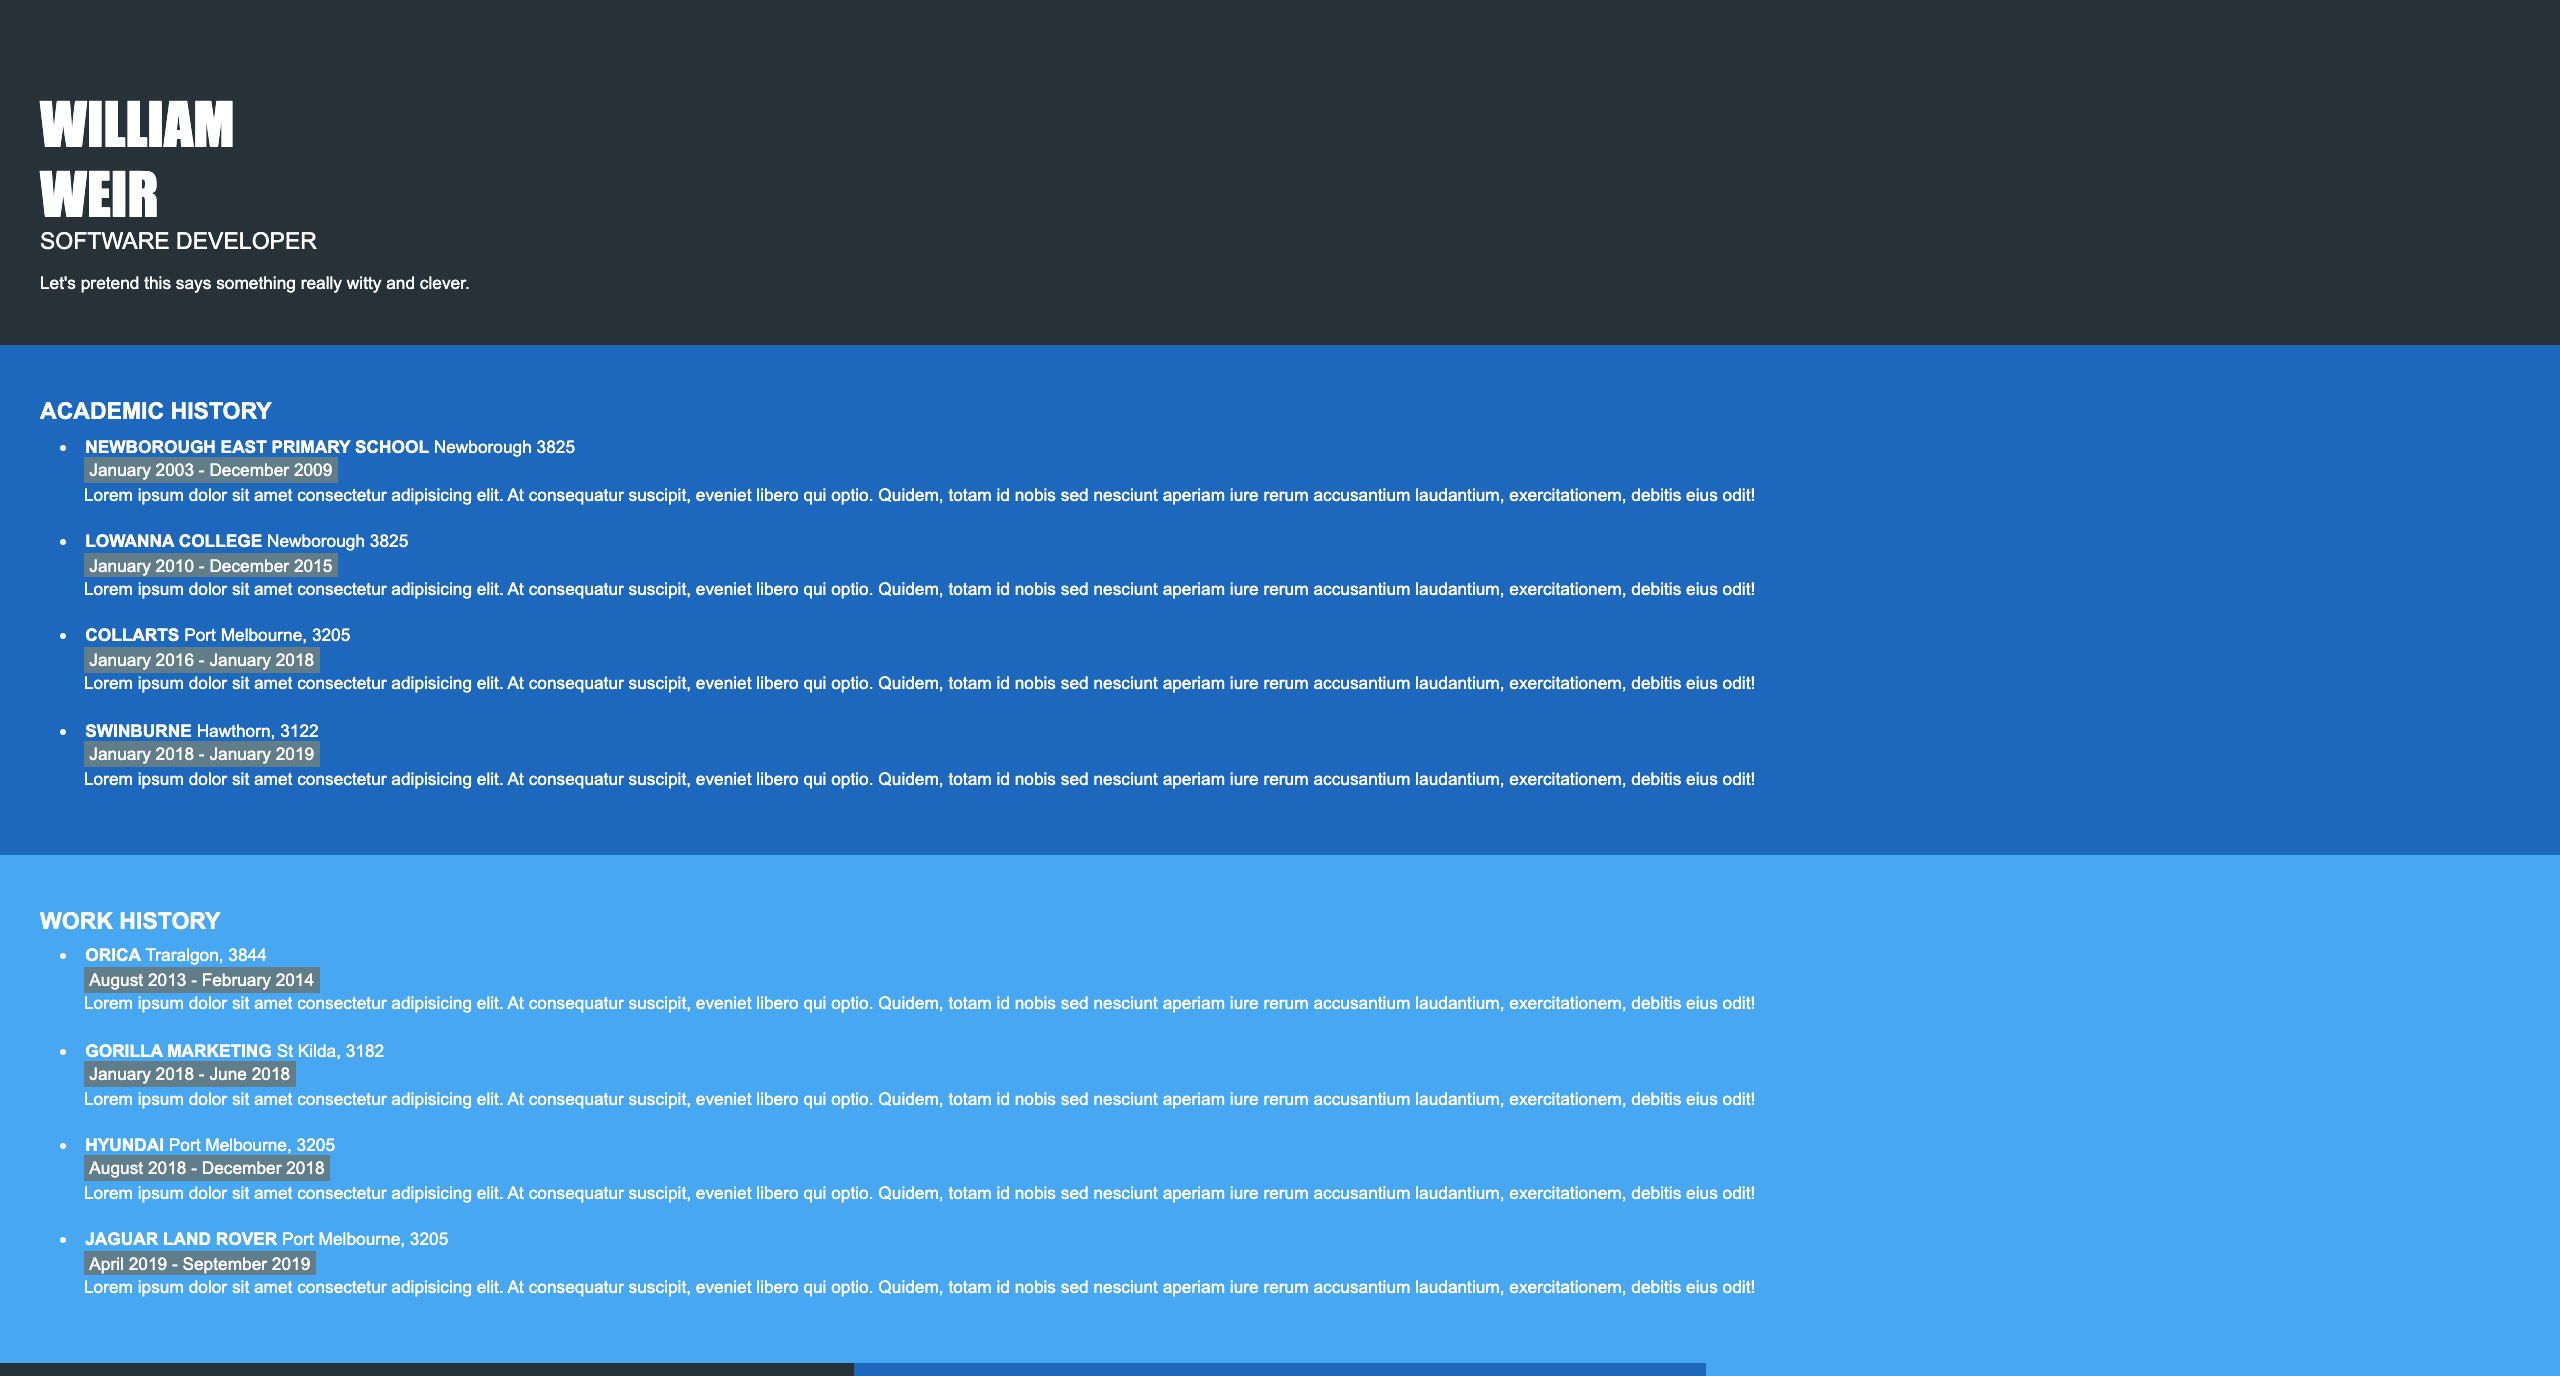 WILLIAM
WEIR
SOFTWARE DEVELOPER
Let's pretend this says something really witty and clever.
ACADEMIC HISTORY
NEWBOROUGH EAST PRIMARY SCHOOL Newborough 3825
January 2003 - December 2009
Lorem ipsum dolor sit amet consectetur adipisicing elit. At consequatur suscipit, eveniet libero qui optio. Quidem, totam id nobis sed nesciunt aperiam iure rerum accusantium laudantium, exercitationem, debitis eius odit!
LOWANNA COLLEGE Newborough 3825
January 2010 - December 2015
Lorem ipsum dolor sit amet consectetur adipisicing elit. At consequatur suscipit, eveniet libero qui optio. Quidem, totam id nobis sed nesciunt aperiam iure rerum accusantium laudantium, exercitationem, debitis eius odit!
COLLARTS Port Melbourne, 3205
January 2016 - January 2018
Lorem ipsum dolor sit amet consectetur adipisicing elit. At consequatur suscipit, eveniet libero qui optio. Quidem, totam id nobis sed nesciunt aperiam iure rerum accusantium laudantium, exercitationem, debitis eius odit!
SWINBURNE Hawthorn, 3122
January 2018 - January 2019
Lorem ipsum dolor sit amet consectetur adipisicing elit. At consequatur suscipit, eveniet libero qui optio. Quidem, totam id nobis sed nesciunt aperiam iure rerum accusantium laudantium, exercitationem, debitis eius odit!
WORK HISTORY
ORICA Traralgon, 3844
August 2013 - February 2014
Lorem ipsum dolor sit amet consectetur adipisicing elit. At consequatur suscipit, eveniet libero qui optio. Quidem, totam id nobis sed nesciunt aperiam iure rerum accusantium laudantium, exercitationem, debitis eius odit!
GORILLA MARKETING St Kilda, 3182
January 2018 - June 2018
Lorem ipsum dolor sit amet consectetur adipisicing elit. At consequatur suscipit, eveniet libero qui optio. Quidem, totam id nobis sed nesciunt aperiam iure rerum accusantium laudantium, exercitationem, debitis eius odit!
HYUNDAI Port Melbourne, 3205
August 2018 - December 2018
Lorem ipsum dolor sit amet consectetur adipisicing elit. At consequatur suscipit, eveniet libero qui optio. Quidem, totam id nobis sed nesciunt aperiam iure rerum accusantium laudantium, exercitationem, debitis eius odit!
JAGUAR LAND ROVER Port Melbourne, 3205
April 2019 - September 2019
Lorem ipsum dolor sit amet consectetur adipisicing elit. At consequatur suscipit, eveniet libero qui optio. Quidem, totam id nobis sed nesciunt aperiam iure rerum accusantium laudantium, exercitationem, debitis eius odit!